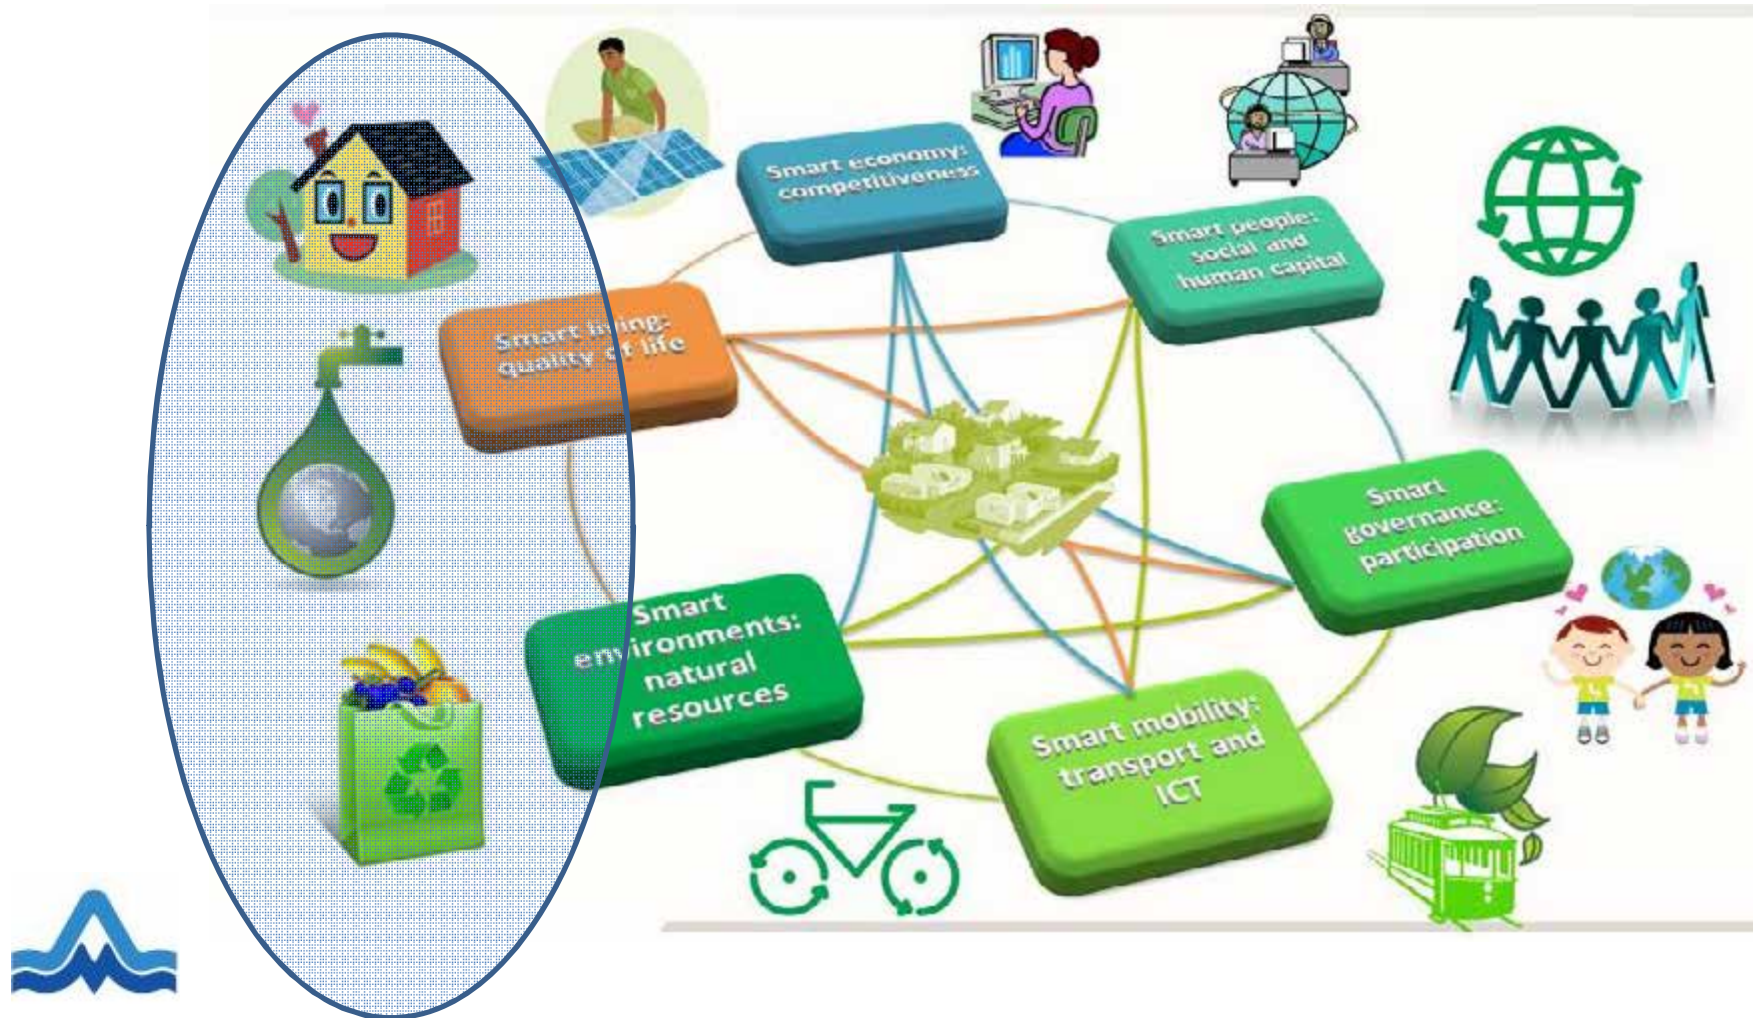 Smart economy:
competitiveness
Smart people:
social and
human capital
Smart living:
quality of life
Smart
governance:
participation
Smart
environments:
natural
resources
Smart mobility:
transport and
ICT